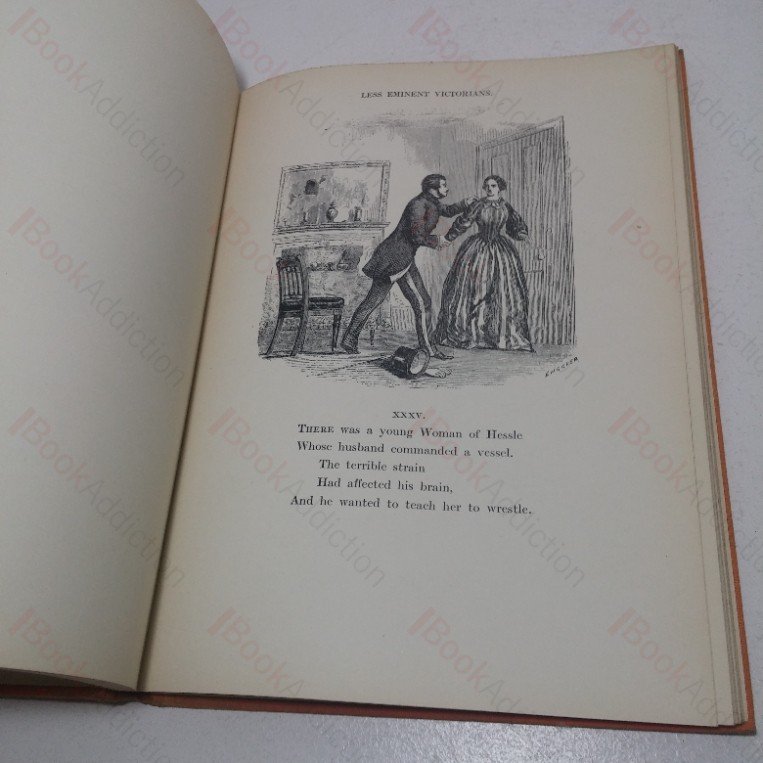 LESS EMINENT VICTORIANS.
XXXV.
THERE was a young Woman of Hessle
Whose husband commanded a vessel.
The terrible strain
Had affected his brain,
And he wanted to teach her to wrestle.
BookAddiction